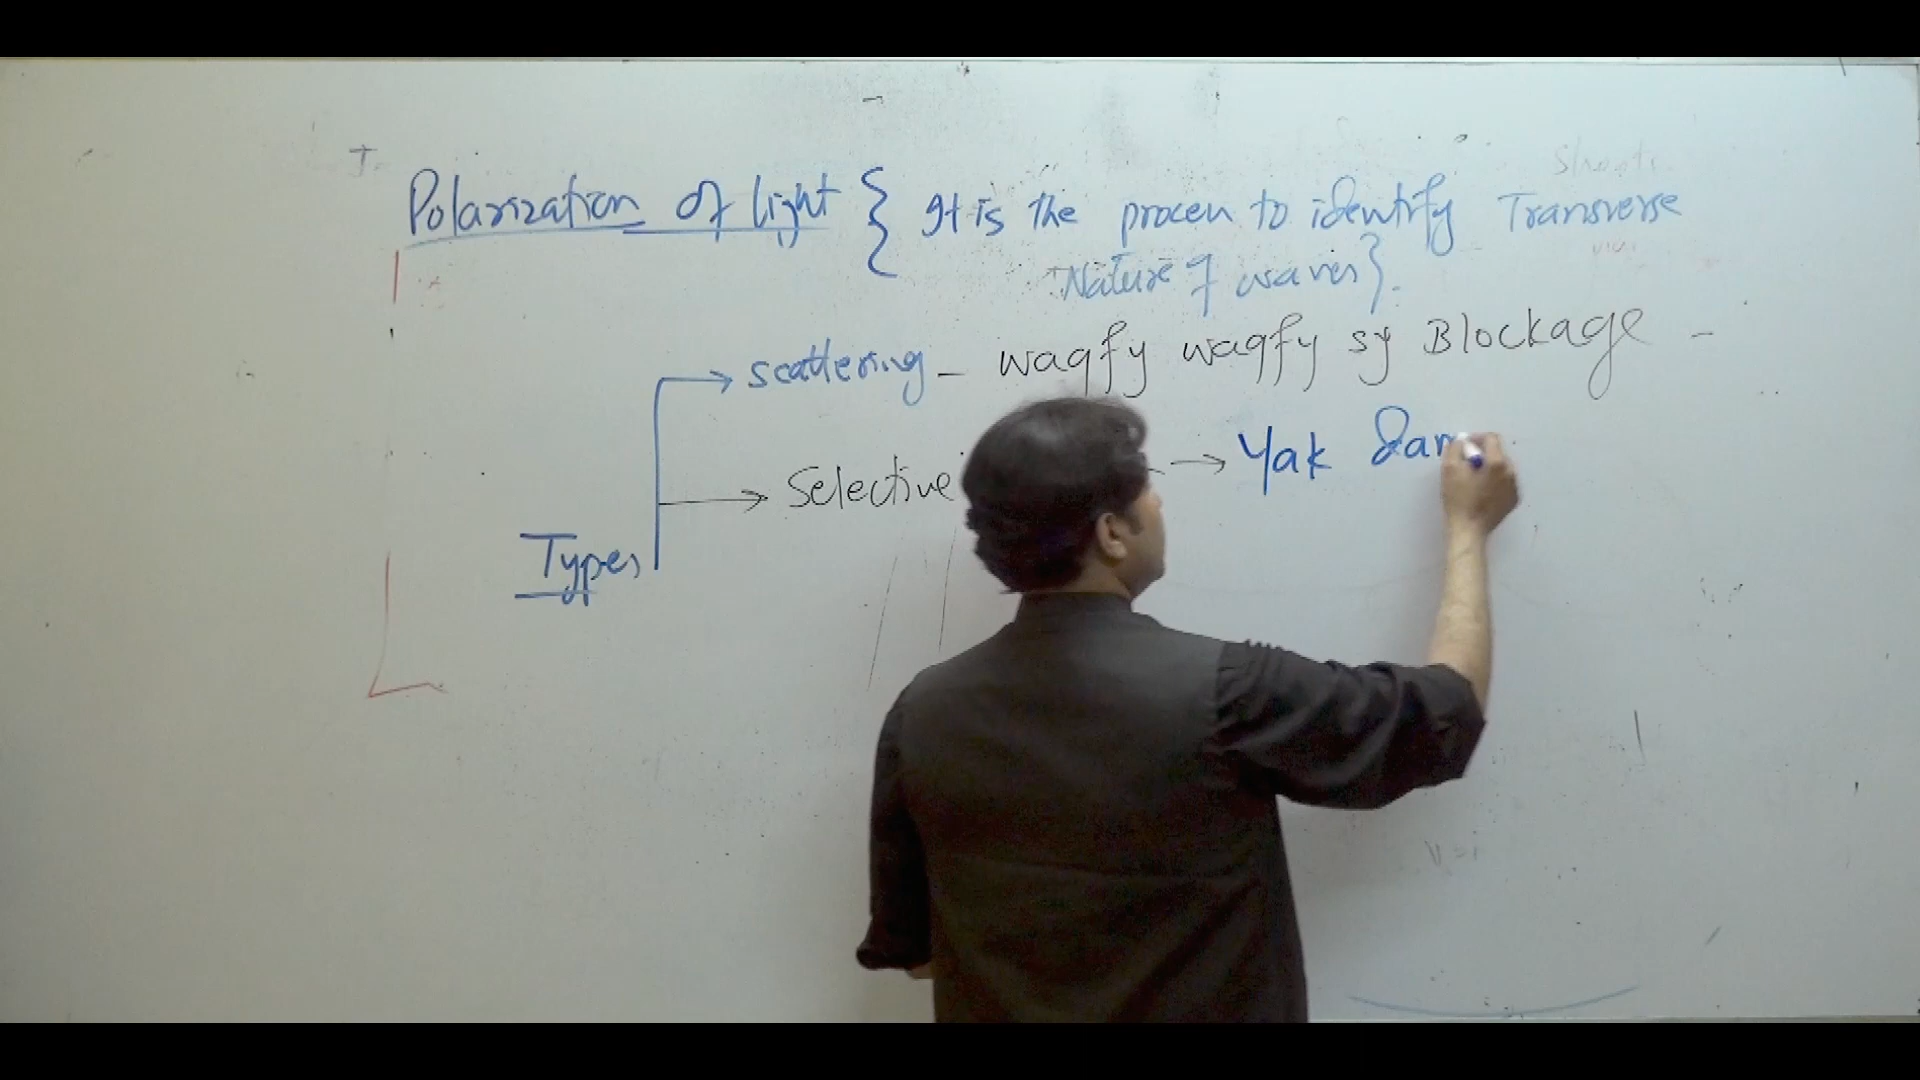 Polarization of light { It is the process to identify Transverse
Nature of waves}.
scattering - waqfy waqfy sy Blockage -
Selective → Yak dam
Types